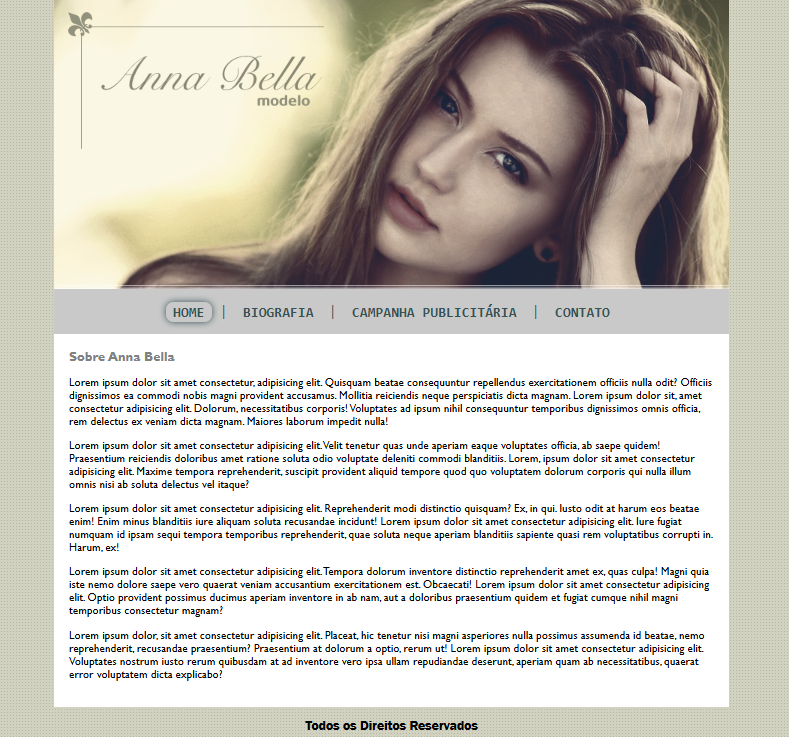 Anna Bella
modelo
HOME | BIOGRAFIA | CAMPANHA PUBLICITÁRIA | CONTATO
Sobre Anna Bella
Lorem ipsum dolor sit amet consectetur, adipisicing elit. Quisquam beatae consequuntur repellendus exercitationem officiis nulla odit? Officiis
dignissimos ea commodi nobis magni provident accusamus. Mollitia reiciendis neque perspiciatis dicta magnam. Lorem ipsum dolor sit, amet
consectetur adipisicing elit. Dolorum, necessitatibus corporis! Voluptates ad ipsum nihil consequuntur temporibus dignissimos omnis officia,
rem delectus ex veniam dicta magnam. Maiores laborum impedit nulla!
Lorem ipsum dolor sit amet consectetur adipisicing elit. Velit tenetur quas unde aperiam eaque voluptates officia, ab saepe quidem!
Praesentium reiciendis doloribus amet ratione soluta odio voluptate deleniti commodi blanditiis. Lorem, ipsum dolor sit amet consectetur
adipisicing elit. Maxime tempora reprehenderit, suscipit provident aliquid tempore quod quo voluptatem dolorum corporis qui nulla illum
omnis nisi ab soluta delectus vel itaque?
Lorem ipsum dolor sit amet consectetur adipisicing elit. Reprehenderit modi distinctio quisquam? Ex, in qui. Iusto odit at harum eos beatae
enim! Enim minus blanditiis iure aliquam soluta recusandae incidunt! Lorem ipsum dolor sit amet consectetur adipisicing elit. Iure fugiat
numquam id ipsam sequi tempora temporibus reprehenderit, quae soluta neque aperiam blanditiis sapiente quasi rem voluptatibus corrupti in.
Harum, ex!
Lorem ipsum dolor sit amet consectetur adipisicing elit. Tempora dolorum inventore distinctio reprehenderit amet ex, quas culpa! Magni quia
iste nemo dolore saepe vero quaerat veniam accusantium exercitationem est. Obcaecati! Lorem ipsum dolor sit amet consectetur adipisicing
elit. Optio provident possimus ducimus aperiam inventore in ab nam, aut a doloribus praesentium quidem et fugiat cumque nihil magni
temporibus consectetur magnam?
Lorem ipsum dolor, sit amet consectetur adipisicing elit. Placeat, hic tenetur nisi magni asperiores nulla possimus assumenda id beatae, nemo
reprehenderit, recusandae praesentium? Praesentium at dolorum a optio, rerum ut! Lorem ipsum dolor sit amet consectetur adipisicing elit.
Voluptates nostrum iusto rerum quibusdam at ad inventore vero ipsa ullam repudiandae deserunt, aperiam quam ab necessitatibus, quaerat
error voluptatem dicta explicabo?
Todos os Direitos Reservados